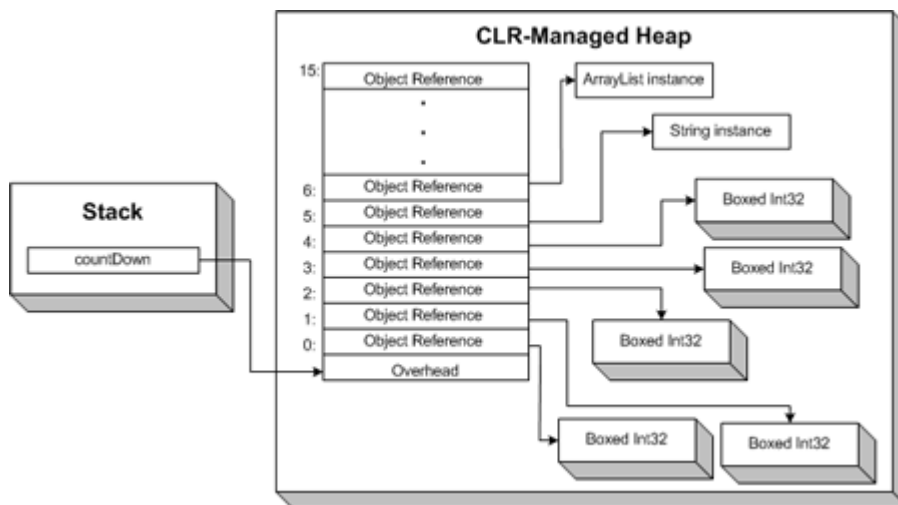 CLR-Managed Heap
15: Object Reference
ArrayList instance
String instance
6: Object Reference
5: Object Reference
4: Object Reference
3: Object Reference
2: Object Reference
1: Object Reference
0: Object Reference
Overhead
Stack
countDown
Boxed Int32
Boxed Int32
Boxed Int32
Boxed Int32
Boxed Int32